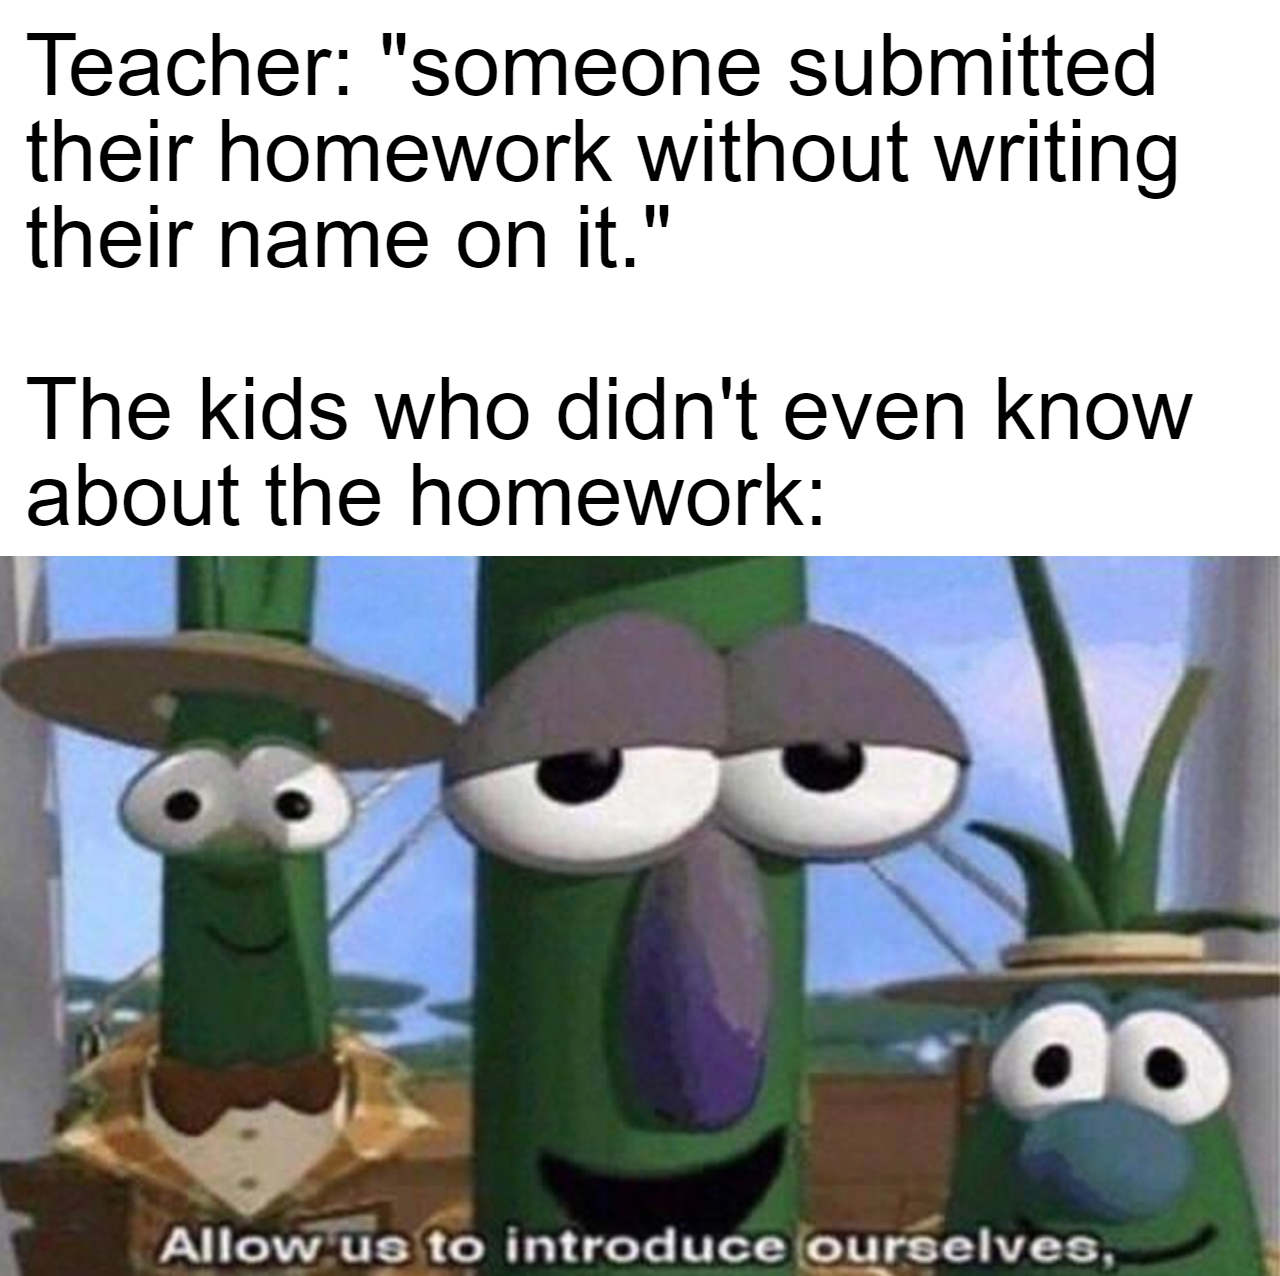 Teacher: "someone submitted
their homework without writing
their name on it."
The kids who didn't even know
about the homework:
Allow us to introduce ourselves,